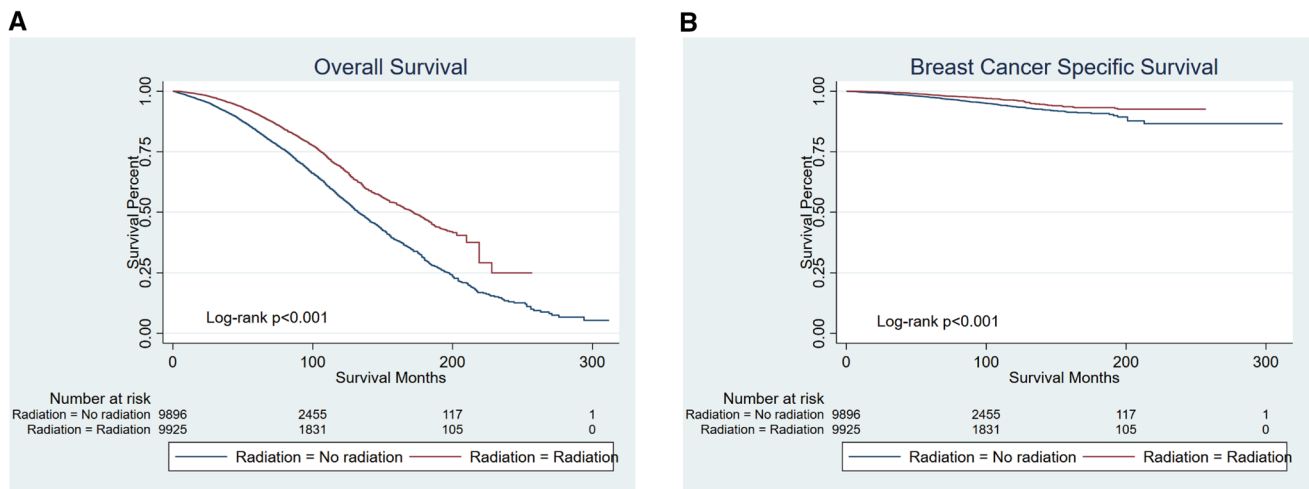 A
Overall Survival
Survival Percent
1.00
0.75
0.50
0.25
0.00
Log-rank p<0.001
0 100 200 300
Survival Months
Number at risk
Radiation = No radiation 9896 2455 117 1
Radiation = Radiation 9925 1831 105 0
Radiation = No radiation Radiation = Radiation
B
Breast Cancer Specific Survival
Survival Percent
1.00
0.75
0.50
0.25
0.00
Log-rank p<0.001
0 100 200 300
Survival Months
Number at risk
Radiation = No radiation 9896 2455 117 1
Radiation = Radiation 9925 1831 105 0
Radiation = No radiation Radiation = Radiation